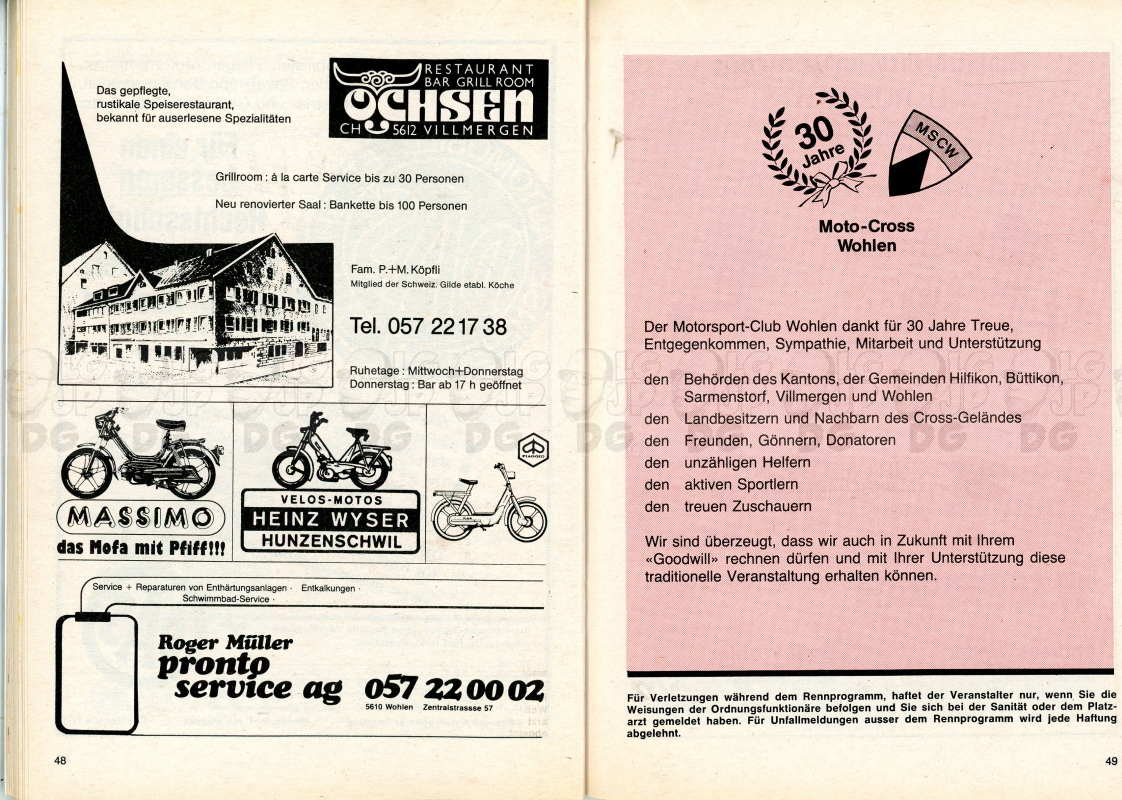 Das gepflegte,
rustikale Speiserestaurant,
bekannt für auserlesene Spezialitäten
RESTAURANT
BAR GRILL ROOM
OCHSEN
CH 5612 VILLMERGEN
Grillroom : à la carte Service bis zu 30 Personen
Neu renovierter Saal : Bankette bis 100 Personen
Fam. P.+M. Köpfli
Mitglied der Schweiz. Gilde etabl. Köche
Tel. 057 22 17 38
Ruhetage : Mittwoch+Donnerstag
Donnerstag : Bar ab 17 h geöffnet
MASSIMO
das Mofa mit Pfiff!!!
VELOS-MOTOS
HEINZ WYSER
HUNZENSCHWIL
PIAGGIO
Service + Reparaturen von Enthärtungsanlagen · Entkalkungen ·
Schwimmbad-Service ·
Roger Müller
pronto
service ag 057 22 00 02
5610 Wohlen Zentralstrassse 57
48
30
Jahre
MSCW
Moto-Cross
Wohlen
Der Motorsport-Club Wohlen dankt für 30 Jahre Treue,
Entgegenkommen, Sympathie, Mitarbeit und Unterstützung
den Behörden des Kantons, der Gemeinden Hilfikon, Büttikon,
Sarmenstorf, Villmergen und Wohlen
den Landbesitzern und Nachbarn des Cross-Geländes
den Freunden, Gönnern, Donatoren
den unzähligen Helfern
den aktiven Sportlern
den treuen Zuschauern
Wir sind überzeugt, dass wir auch in Zukunft mit Ihrem
«Goodwill» rechnen dürfen und mit Ihrer Unterstützung diese
traditionelle Veranstaltung erhalten können.
Für Verletzungen während dem Rennprogramm, haftet der Veranstalter nur, wenn Sie die
Weisungen der Ordnungsfunktionäre befolgen und Sie sich bei der Sanität oder dem Platz-
arzt gemeldet haben. Für Unfallmeldungen ausser dem Rennprogramm wird jede Haftung
abgelehnt.
49